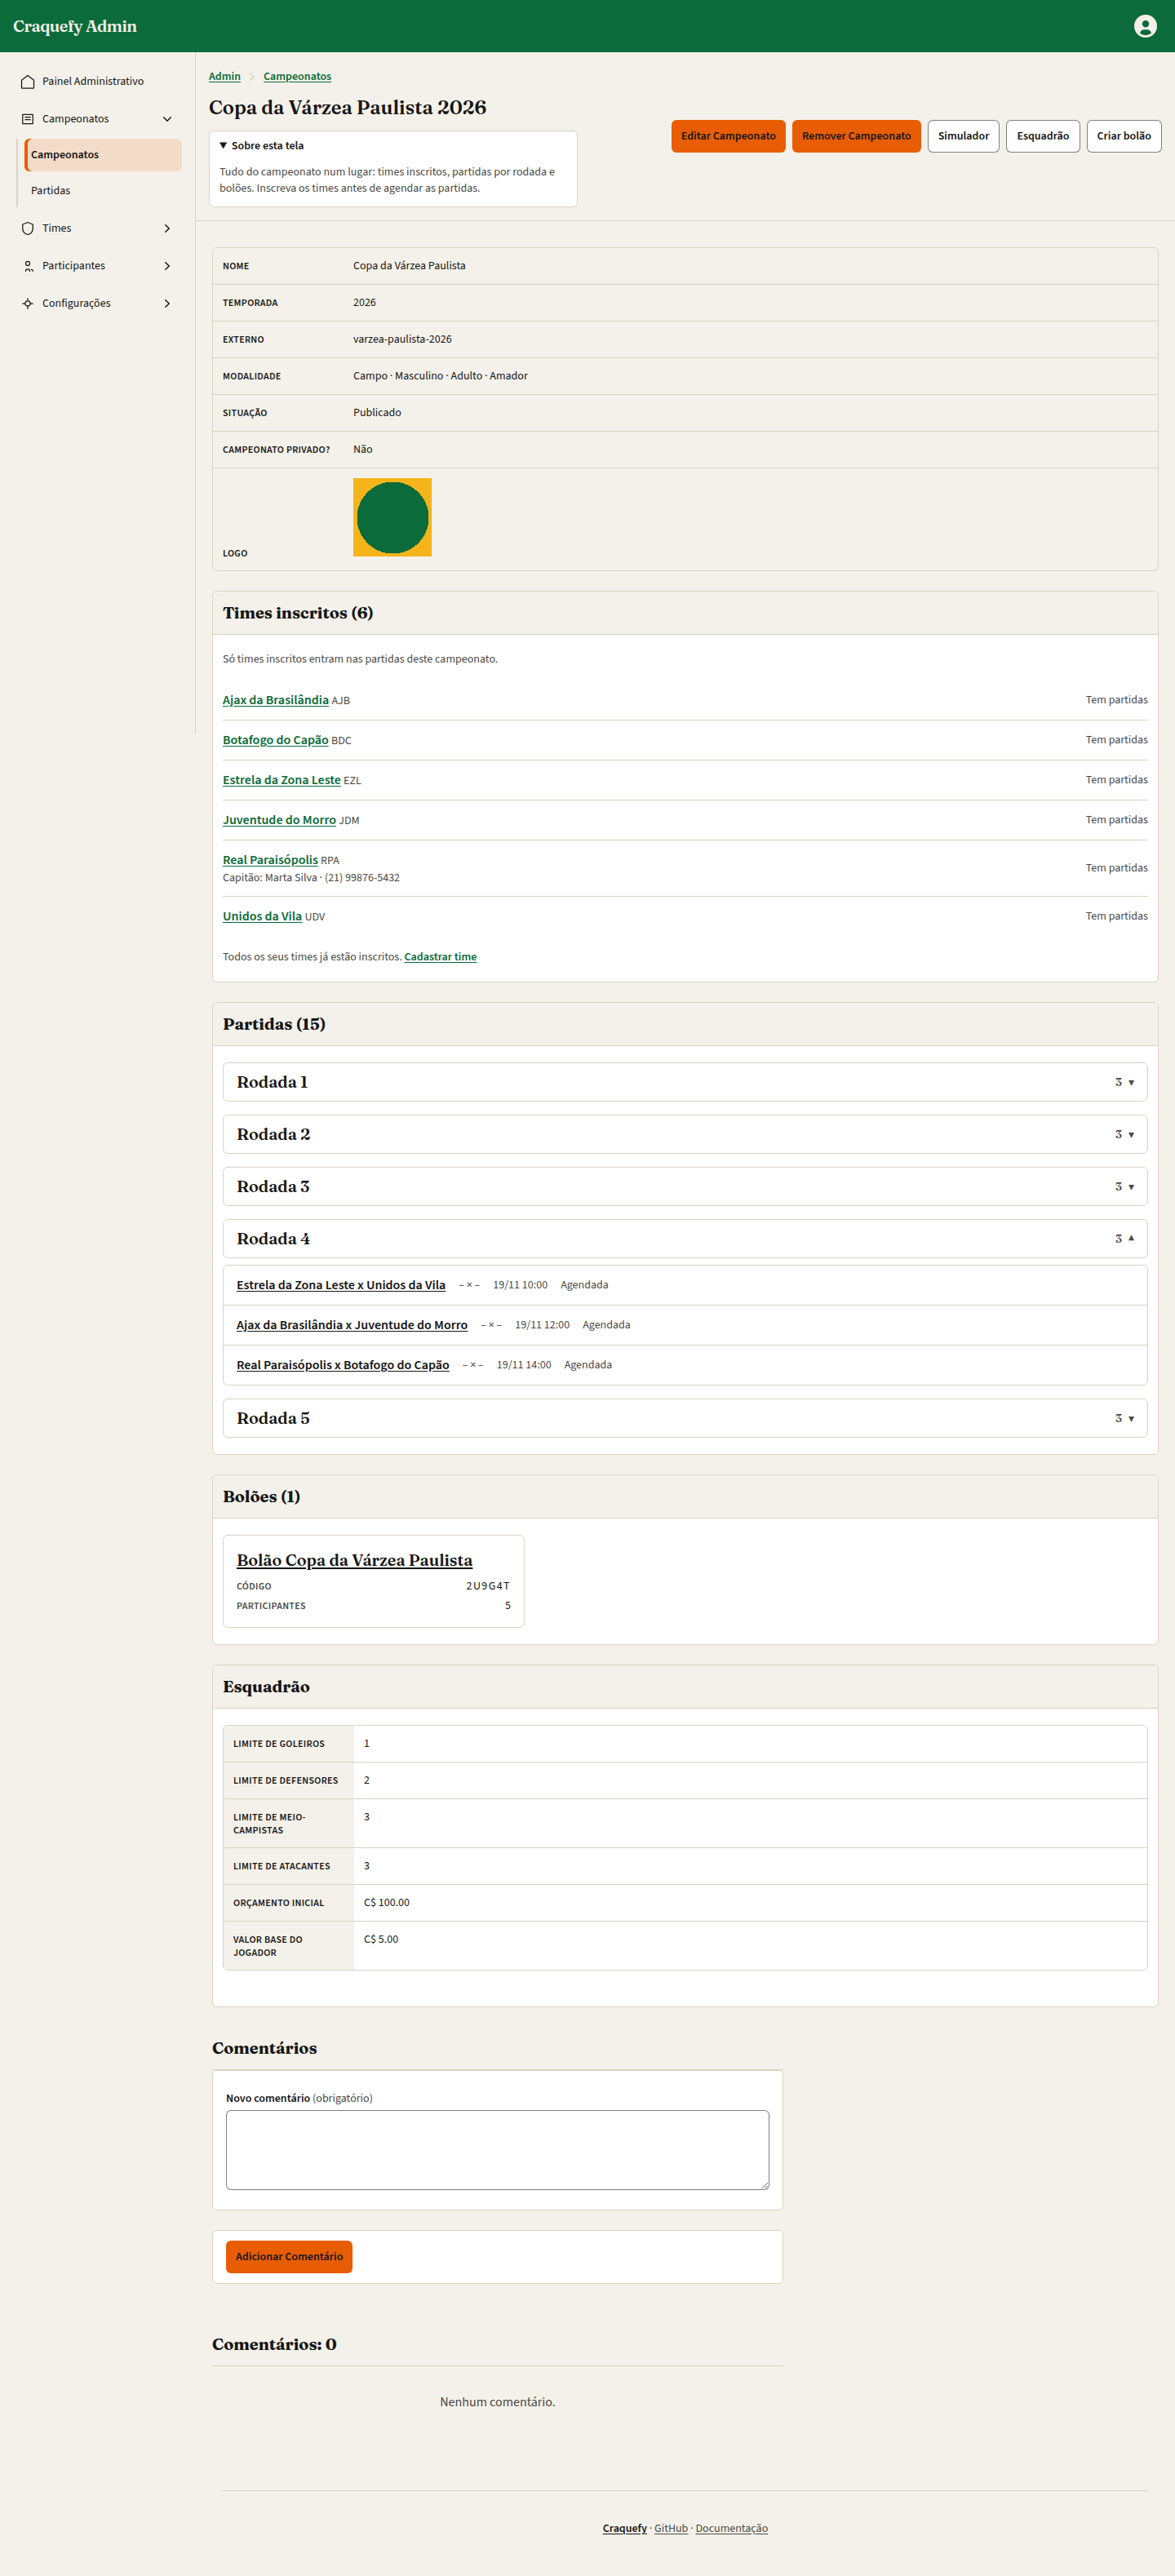 Craquefy Admin
Painel Administrativo
Campeonatos
Campeonatos
Partidas
Times
Participantes
Configurações
Admin
Campeonatos
Copa da Várzea Paulista 2026
▼ Sobre esta tela
Tudo do campeonato num lugar: times inscritos, partidas por rodada e
bolões. Inscreva os times antes de agendar as partidas.
Editar Campeonato
Remover Campeonato
Simulador
Esquadrão
Criar bolão
NOME Copa da Várzea Paulista
TEMPORADA 2026
EXTERNO varzea-paulista-2026
MODALIDADE Campo · Masculino · Adulto · Amador
SITUAÇÃO Publicado
CAMPEONATO PRIVADO? Não
LOGO
Times inscritos (6)
Só times inscritos entram nas partidas deste campeonato.
Ajax da Brasilândia AJB Tem partidas
Botafogo do Capão BDC Tem partidas
Estrela da Zona Leste EZL Tem partidas
Juventude do Morro JDM Tem partidas
Real Paraisópolis RPA Tem partidas
Capitão: Marta Silva · (21) 99876-5432
Unidos da Vila UDV Tem partidas
Todos os seus times já estão inscritos. Cadastrar time
Partidas (15)
Rodada 1 3 ▼
Rodada 2 3 ▼
Rodada 3 3 ▼
Rodada 4 3 ▲
Estrela da Zona Leste x Unidos da Vila – × – 19/11 10:00 Agendada
Ajax da Brasilândia x Juventude do Morro – × – 19/11 12:00 Agendada
Real Paraisópolis x Botafogo do Capão – × – 19/11 14:00 Agendada
Rodada 5 3 ▼
Bolões (1)
Bolão Copa da Várzea Paulista
CÓDIGO 2U9G4T
PARTICIPANTES 5
Esquadrão
LIMITE DE GOLEIROS 1
LIMITE DE DEFENSORES 2
LIMITE DE MEIO-
CAMPISTAS 3
LIMITE DE ATACANTES 3
ORÇAMENTO INICIAL C$ 100.00
VALOR BASE DO
JOGADOR C$ 5.00
Comentários
Novo comentário (obrigatório)
Adicionar Comentário
Comentários: 0
Nenhum comentário.
Craquefy · GitHub · Documentação